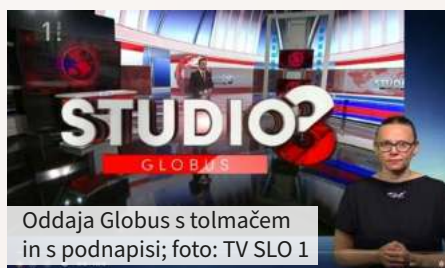 1
STUDIO?
GLOBUS
Oddaja Globus s tolmačem
in s podnapisi; foto: TV SLO 1